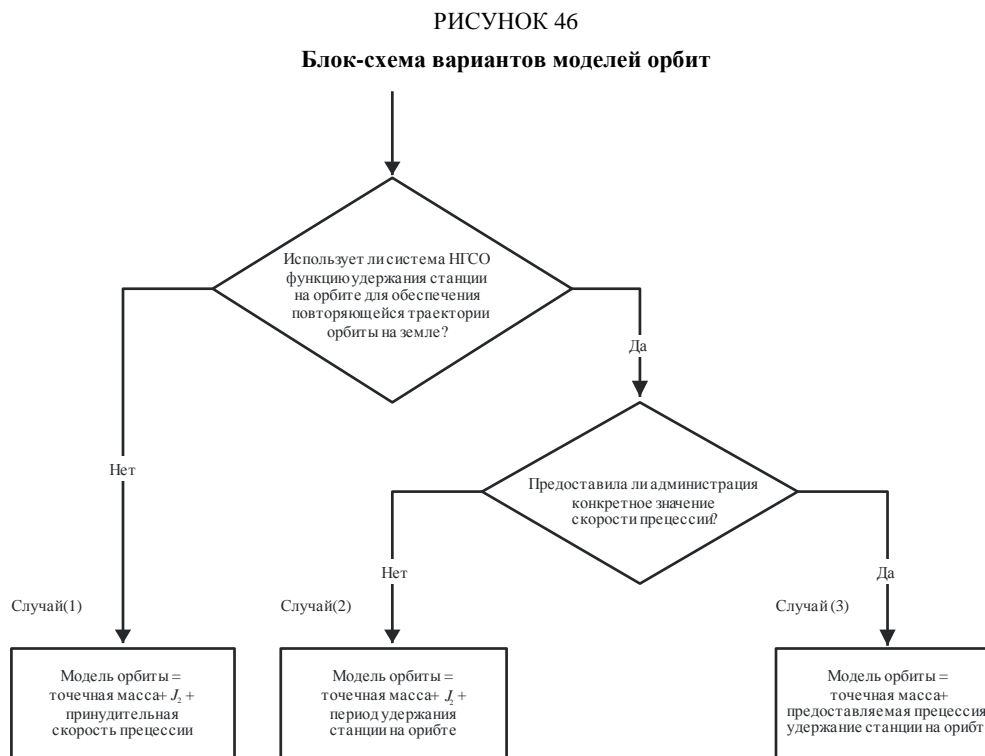 РИСУНОК 46
Блок-схема вариантов моделей орбит
Использует ли система НГСО
функцию удержания станции
на орбите для обеспечения
повторяющейся траектории
орбиты на земле?
Да
Нет
Предоставила ли администрация
конкретное значение
скорости прецессии?
Нет
Да
Случай(1)
Случай(2)
Случай (3)
Модель орбиты =
точечная масса+ J₂ +
принудительная
скорость прецессии
Модель орбиты =
точечная масса+ J₂ +
период удержания
станции на орибте
Модель орбиты =
точечная масса+
предоставляемая прецессия
удержание станции на орибт